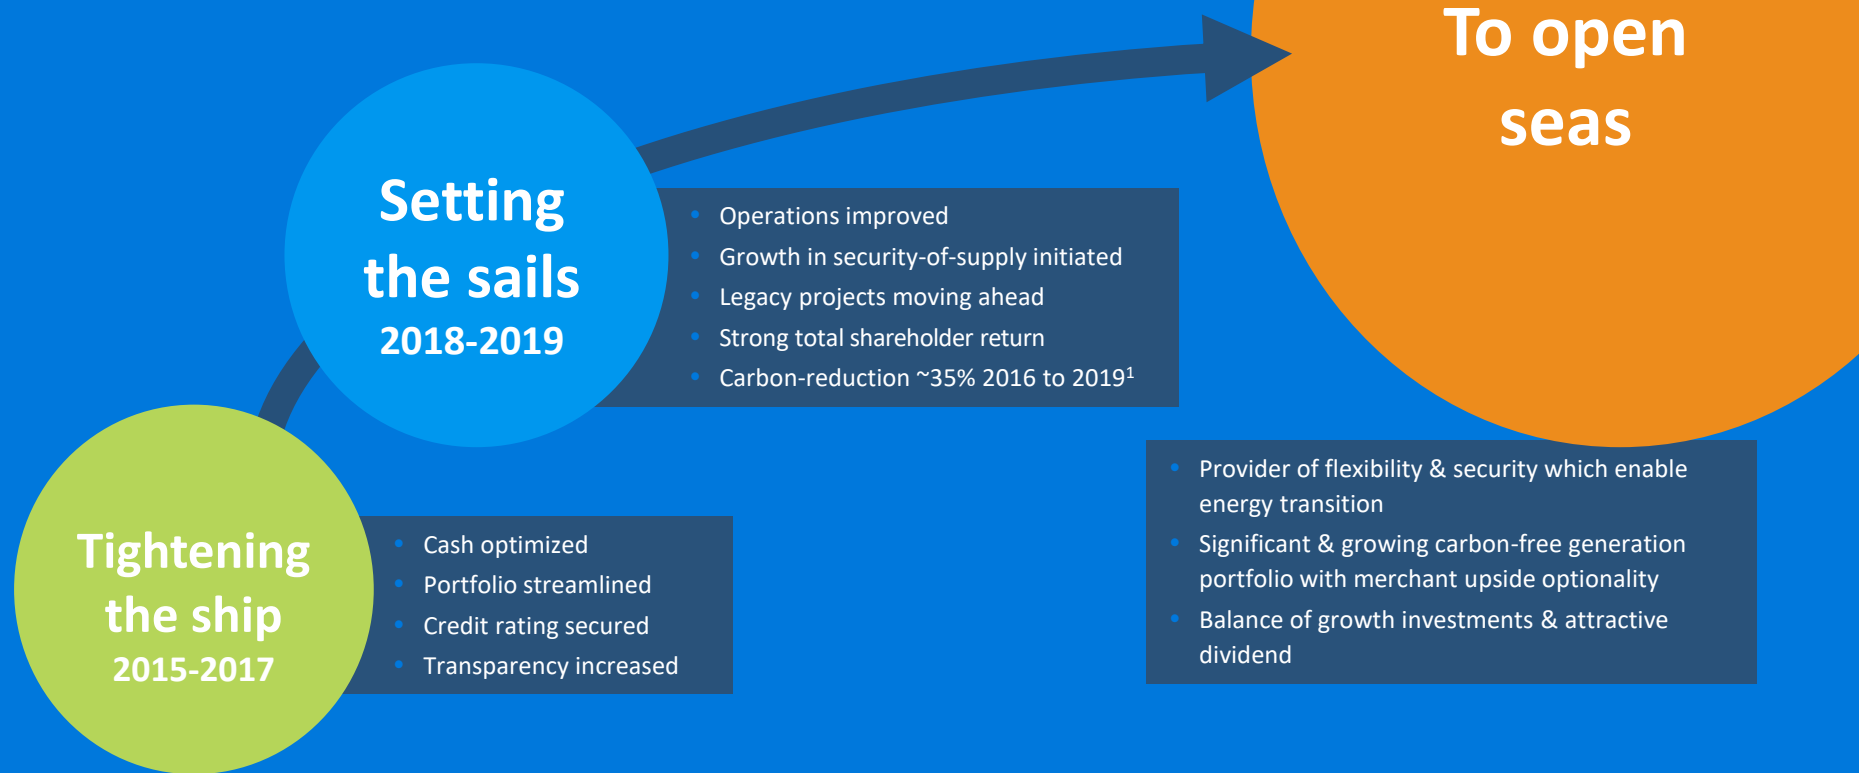 Tightening
the ship
2015-2017
• Cash optimized
• Portfolio streamlined
• Credit rating secured
• Transparency increased
Setting
the sails
2018-2019
• Operations improved
• Growth in security-of-supply initiated
• Legacy projects moving ahead
• Strong total shareholder return
• Carbon-reduction ~35% 2016 to 2019¹
To open
seas
• Provider of flexibility & security which enable
energy transition
• Significant & growing carbon-free generation
portfolio with merchant upside optionality
• Balance of growth investments & attractive
dividend